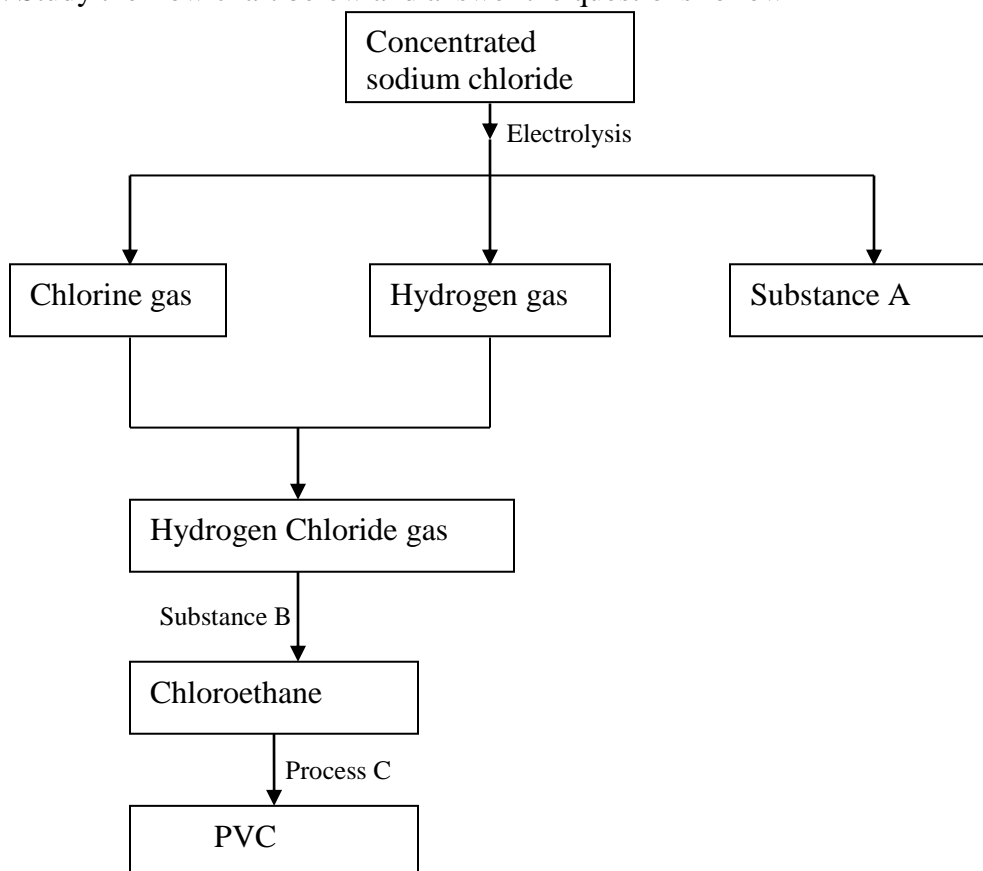 Concentrated
sodium chloride
Electrolysis
Chlorine gas
Hydrogen gas
Substance A
Hydrogen Chloride gas
Substance B
Chloroethane
Process C
PVC